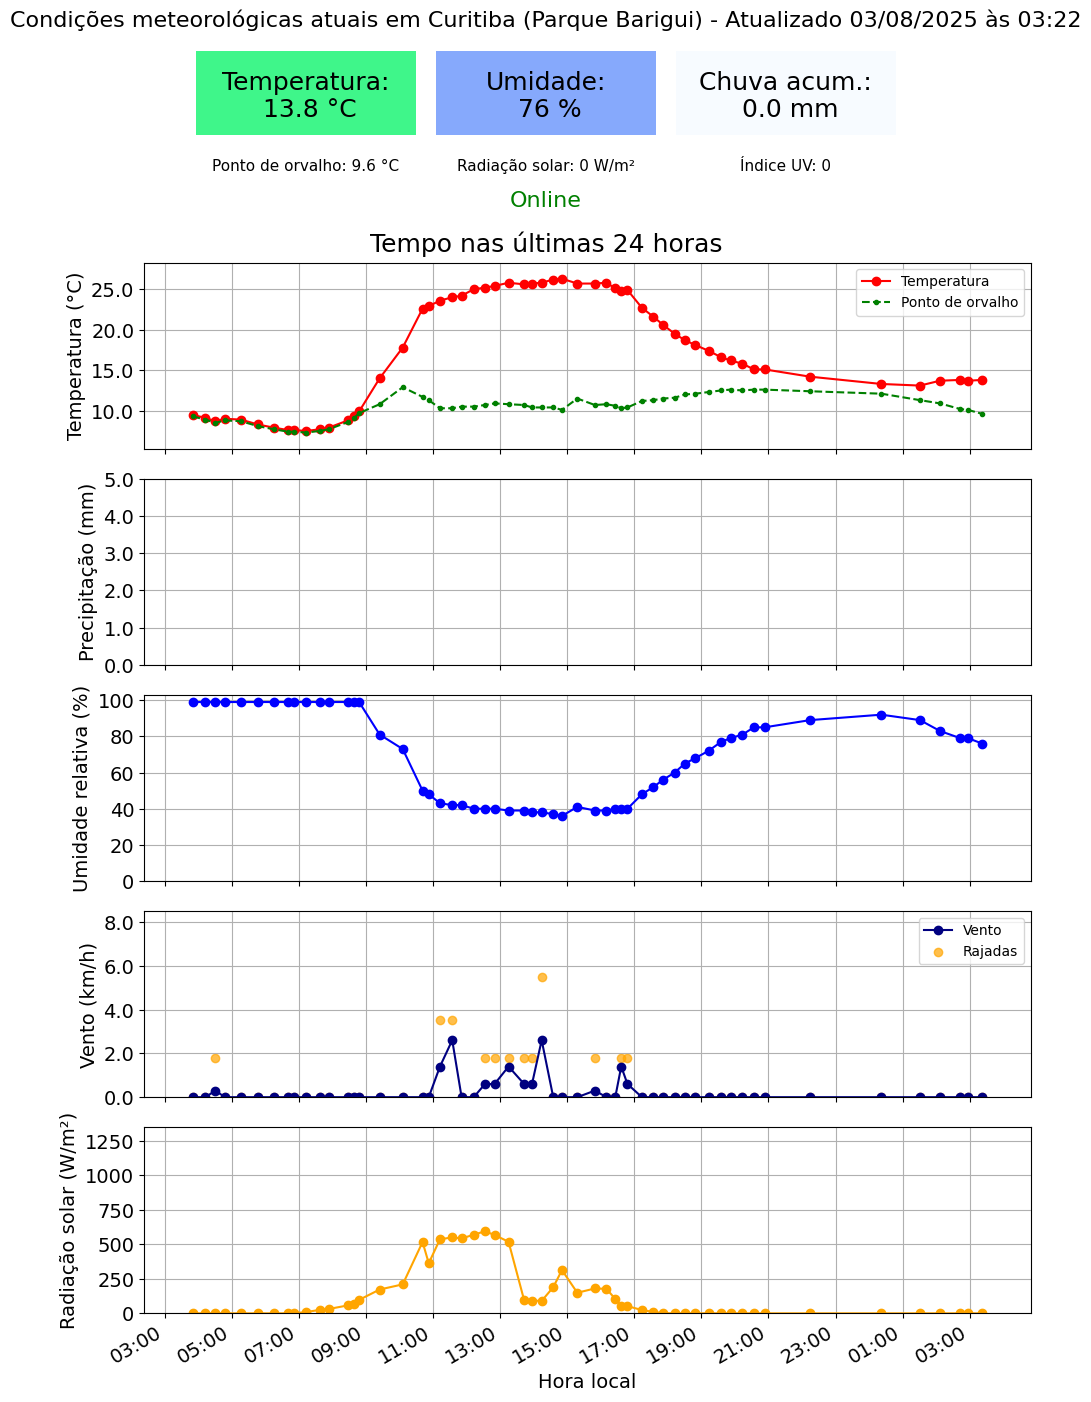 Condições meteorológicas atuais em Curitiba (Parque Barigui) - Atualizado 03/08/2025 às 03:22
Temperatura:
13.8 °C
Umidade:
76 %
Chuva acum.:
0.0 mm
Ponto de orvalho: 9.6 °C
Radiação solar: 0 W/m²
Índice UV: 0
Online
Tempo nas últimas 24 horas
Temperatura (°C)
25.0
20.0
15.0
10.0
Temperatura
Ponto de orvalho
Precipitação (mm)
5.0
4.0
3.0
2.0
1.0
0.0
Umidade relativa (%)
100
80
60
40
20
0
Vento (km/h)
8.0
6.0
4.0
2.0
0.0
Vento
Rajadas
Radiação solar (W/m²)
1250
1000
750
500
250
0
03:00
05:00
07:00
09:00
11:00
13:00
15:00
17:00
19:00
21:00
23:00
01:00
03:00
Hora local